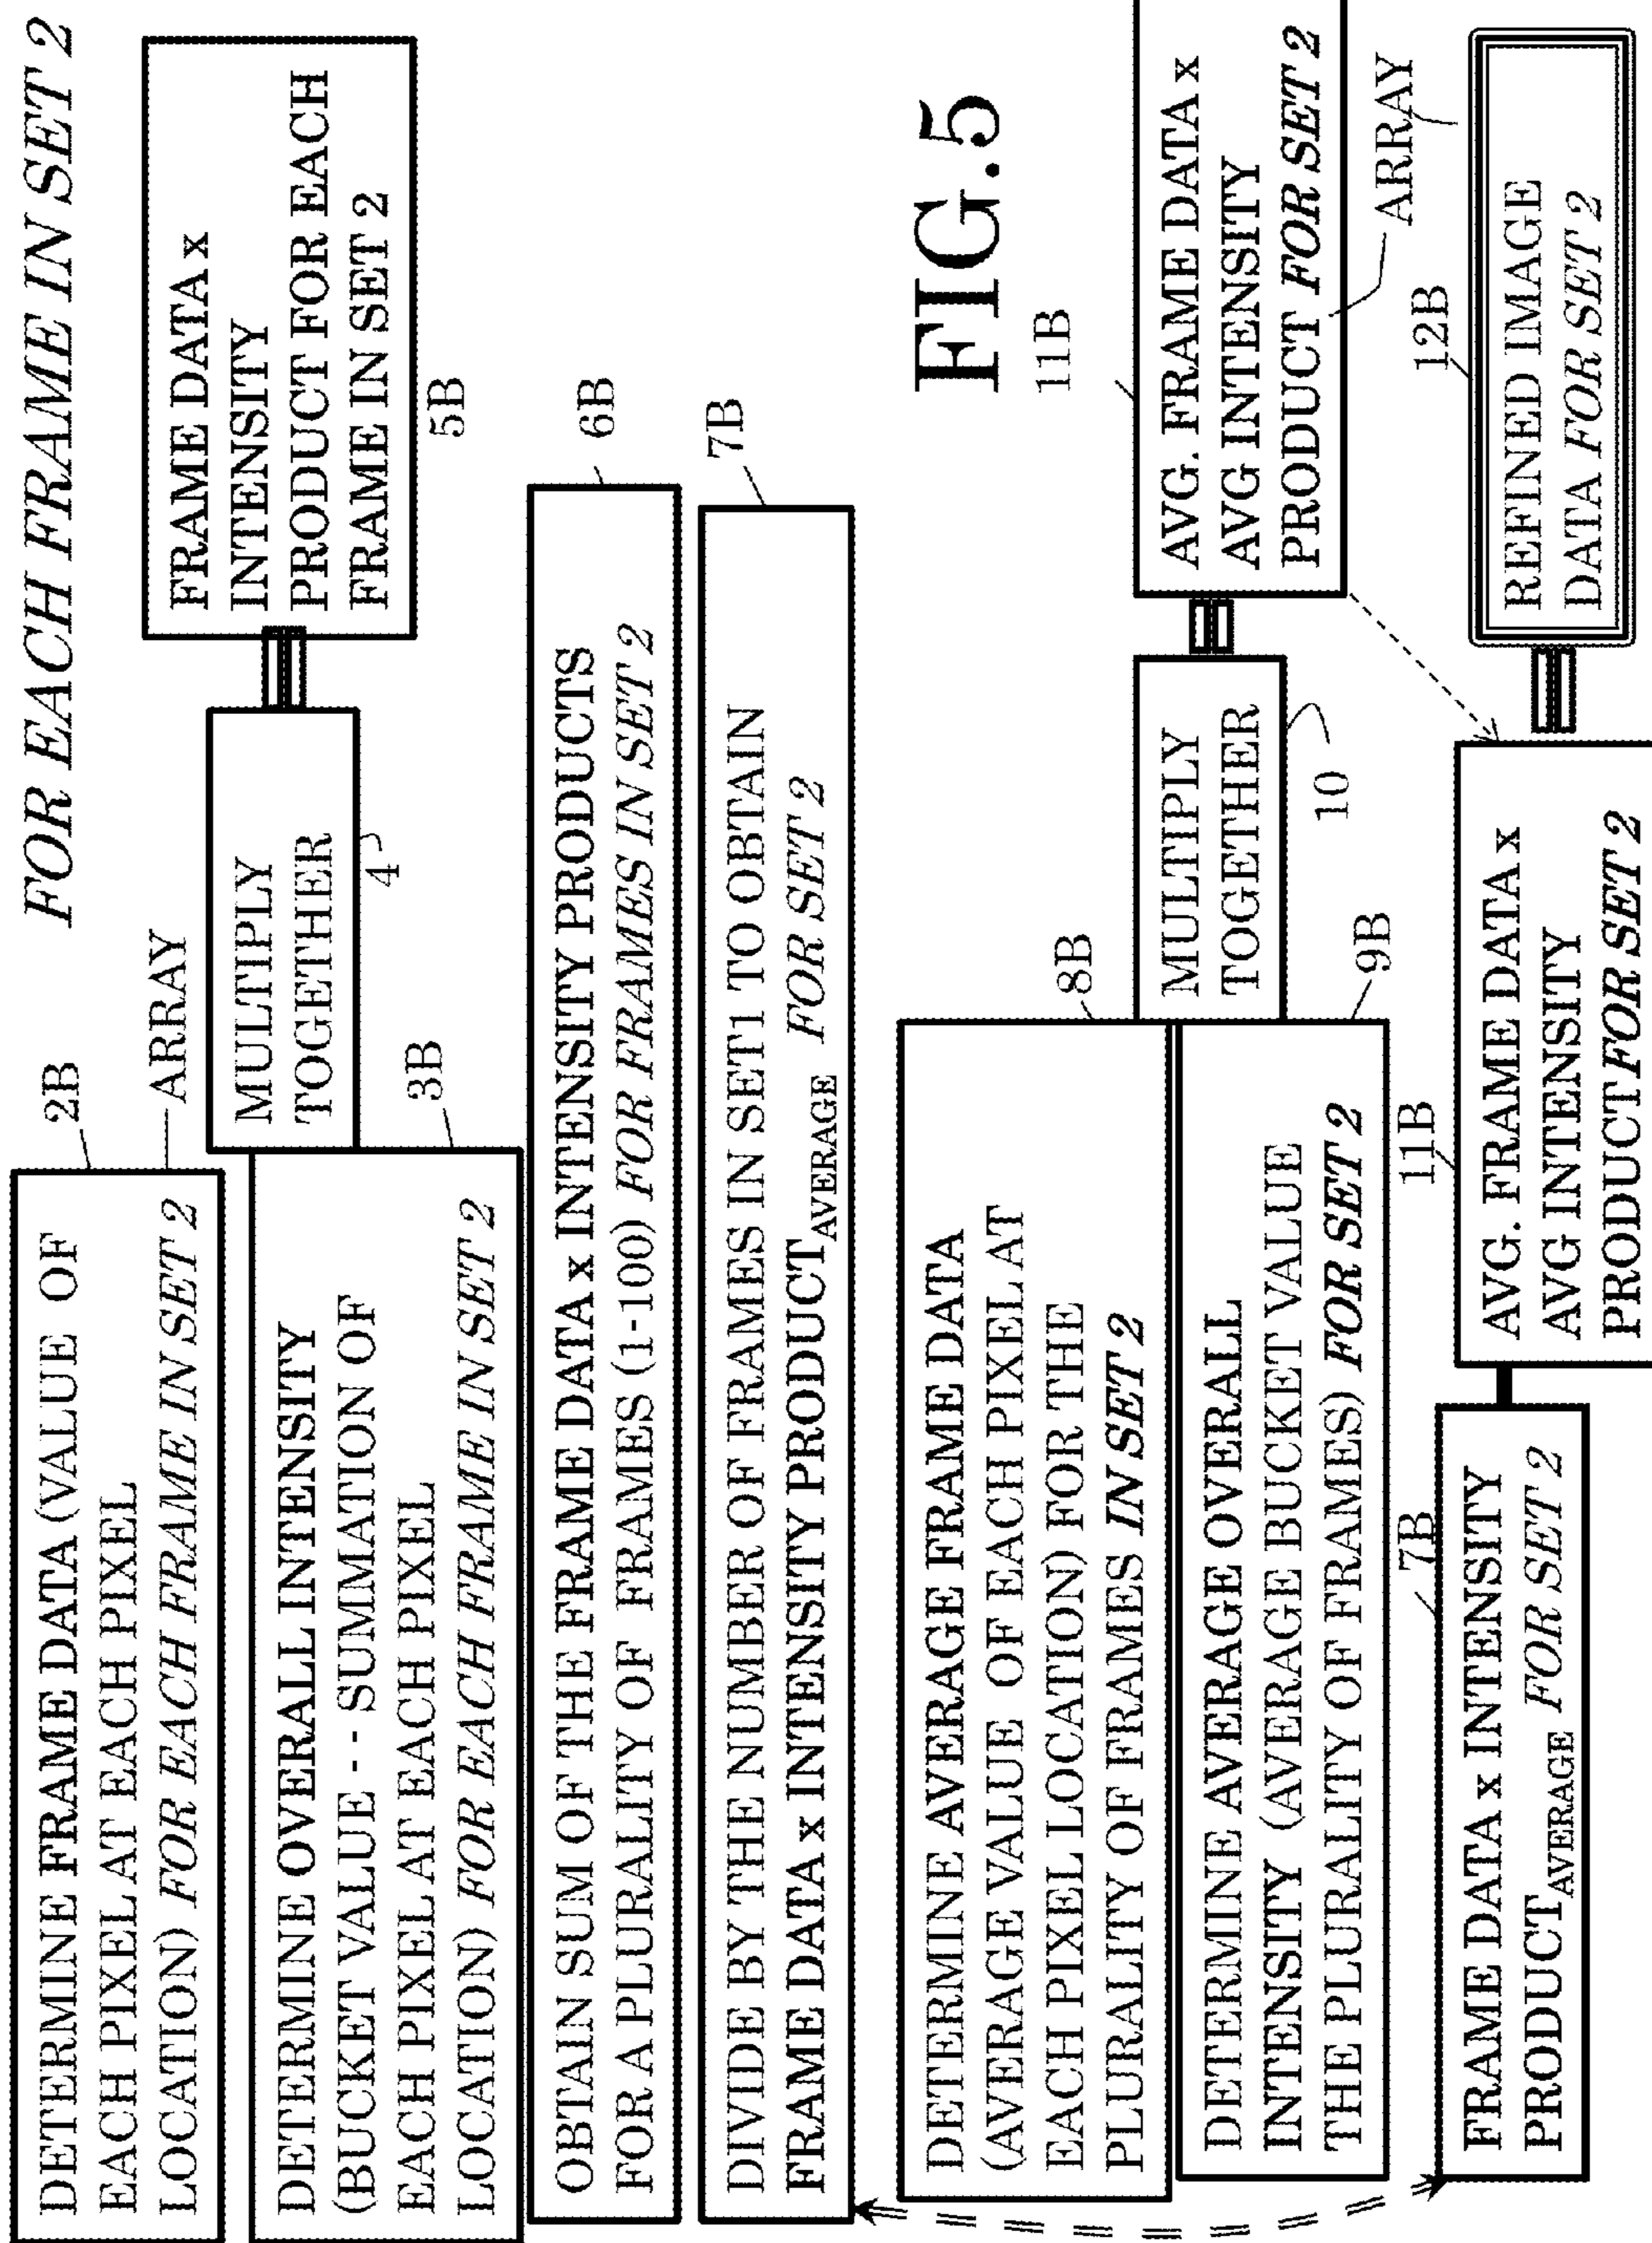 FOR EACH FRAME IN SET 2
DETERMINE FRAME DATA (VALUE OF
EACH PIXEL AT EACH PIXEL
LOCATION) FOR EACH FRAME IN SET 2
2B
ARRAY
DETERMINE OVERALL INTENSITY
(BUCKET VALUE - - SUMMATION OF
EACH PIXEL AT EACH PIXEL
LOCATION) FOR EACH FRAME IN SET 2
3B
MULTIPLY
TOGETHER
4
FRAME DATA x
INTENSITY
PRODUCT FOR EACH
FRAME IN SET 2
5B
OBTAIN SUM OF THE FRAME DATA x INTENSITY PRODUCTS
FOR A PLURALITY OF FRAMES (1-100) FOR FRAMES IN SET 2
6B
DIVIDE BY THE NUMBER OF FRAMES IN SET1 TO OBTAIN
FRAME DATA x INTENSITY PRODUCT AVERAGE FOR SET 2
7B
FIG.5
DETERMINE AVERAGE FRAME DATA
(AVERAGE VALUE OF EACH PIXEL AT
EACH PIXEL LOCATION) FOR THE
PLURALITY OF FRAMES IN SET 2
8B
DETERMINE AVERAGE OVERALL
INTENSITY (AVERAGE BUCKET VALUE
THE PLURALITY OF FRAMES) FOR SET 2
9B
MULTIPLY
TOGETHER
10
11B
AVG. FRAME DATA x
AVG INTENSITY
PRODUCT FOR SET 2
ARRAY
7B
FRAME DATA x INTENSITY
PRODUCT AVERAGE FOR SET 2
11B
AVG. FRAME DATA x
AVG INTENSITY
PRODUCT FOR SET 2
12B
REFINED IMAGE
DATA FOR SET 2